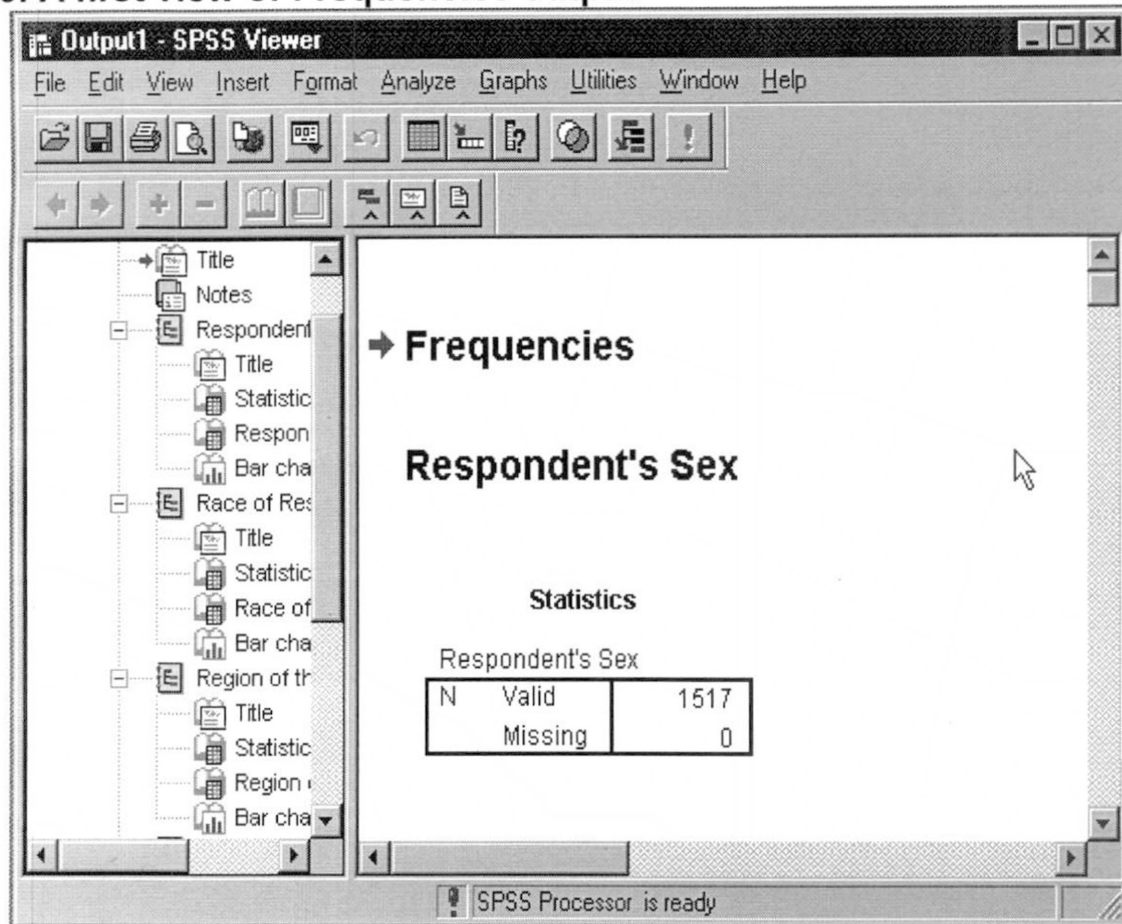 Output1 - SPSS Viewer
File Edit View Insert Format Analyze Graphs Utilities Window Help
Title
Notes
Respondent
Title
Statistic
Respon
Bar cha
Race of Res
Title
Statistic
Race of
Bar cha
Region of th
Title
Statistic
Region
Bar cha
Frequencies
Respondent's Sex
Statistics
Respondent's Sex
N Valid 1517
Missing 0
SPSS Processor is ready